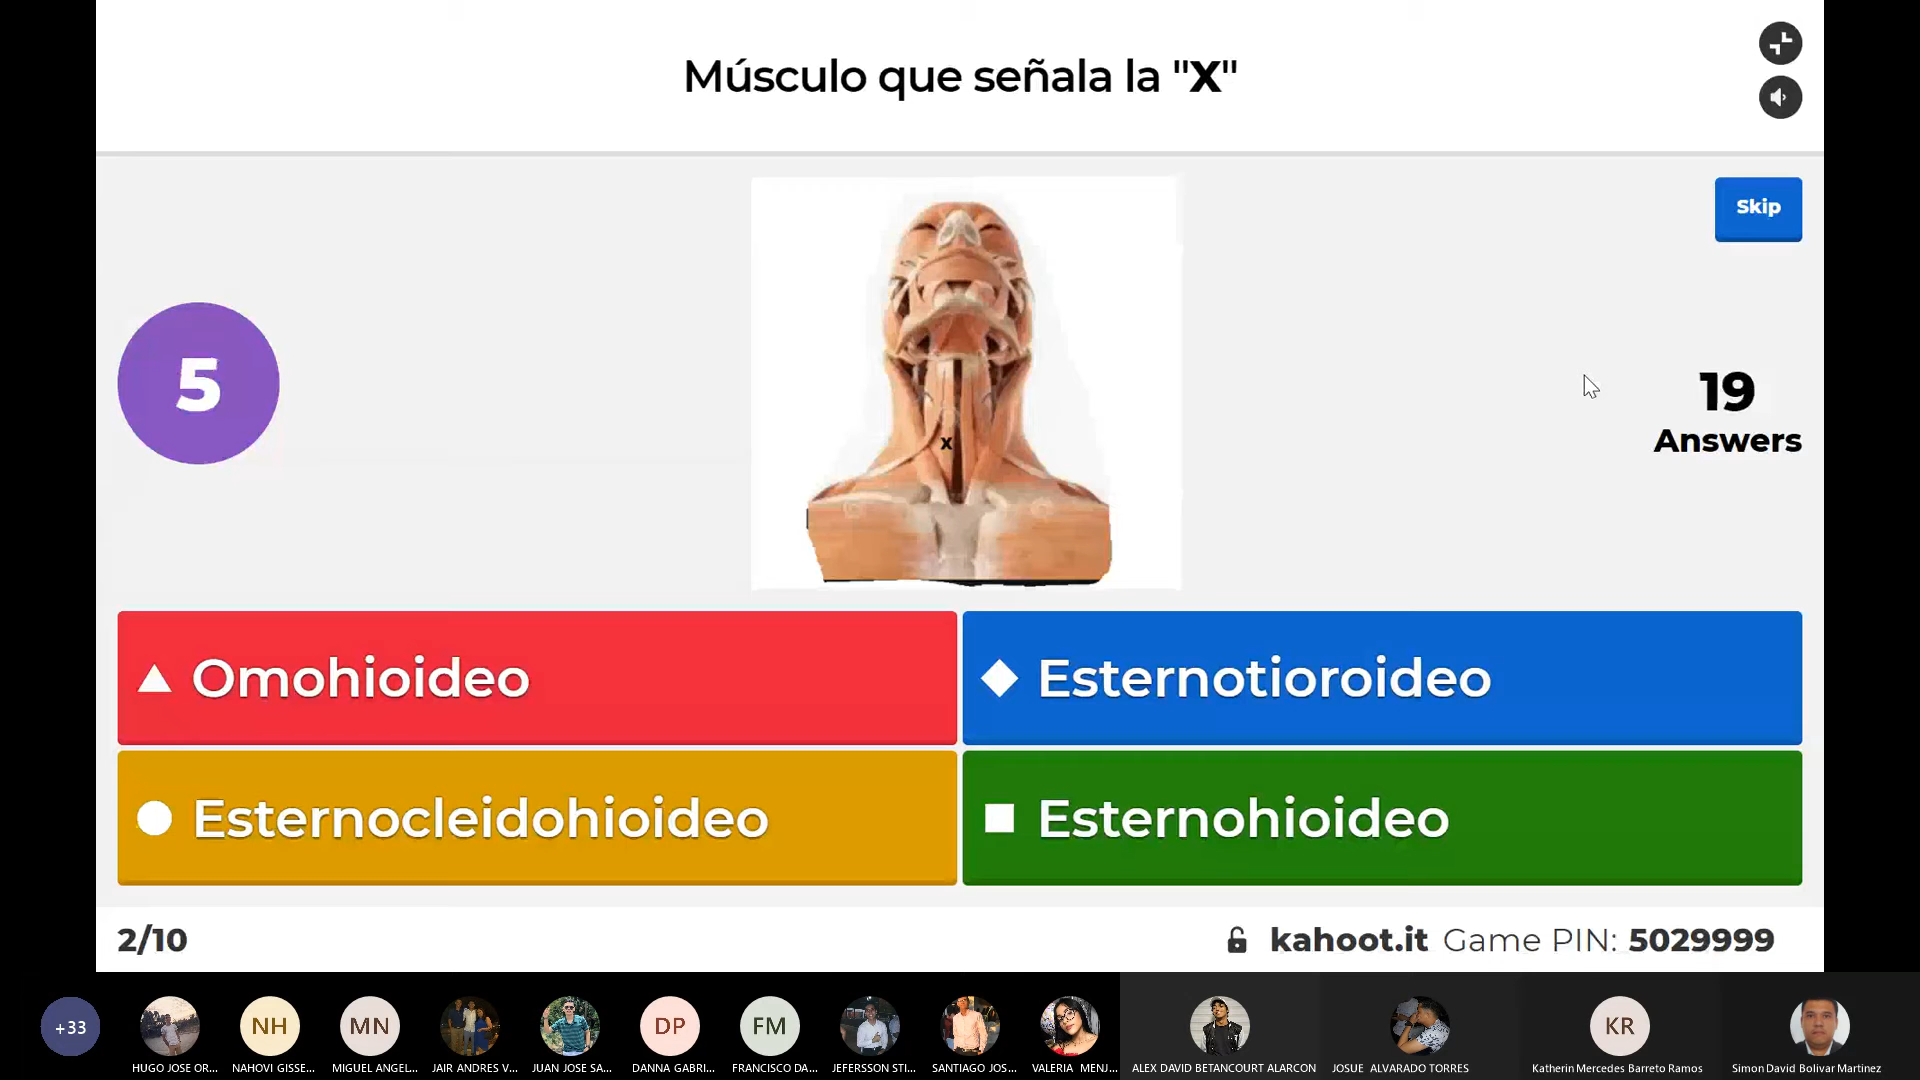 Músculo que señala la "X"
Skip
5
X
19
Answers
Omohioideo
Esternotioroideo
Esternocleidohioideo
Esternohioideo
2/10
kahoot.it Game PIN: 5029999
+33
NH
MN
DP
FM
KR
HUGO JOSE OR...
NAHOVI GISSE...
MIGUEL ANGEL...
JAIR ANDRES V...
JUAN JOSE SA...
DANNA GABRI...
FRANCISCO DA...
JEFERSSON STI...
SANTIAGO JOS...
VALERIA MENJ...
ALEX DAVID BETANCOURT ALARCON
JOSUE ALVARADO TORRES
Katherin Mercedes Barreto Ramos
Simon David Bolivar Martinez